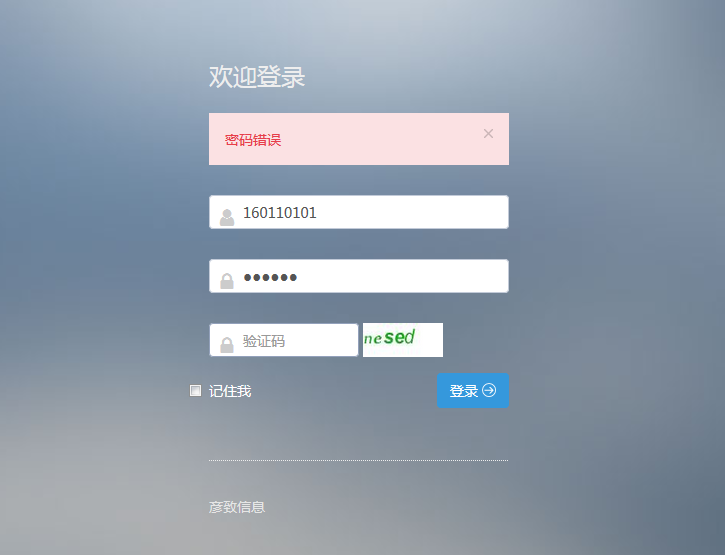 欢迎登录
密码错误 ×
160110101
●●●●●●
验证码 nesed
记住我 登录
彦致信息